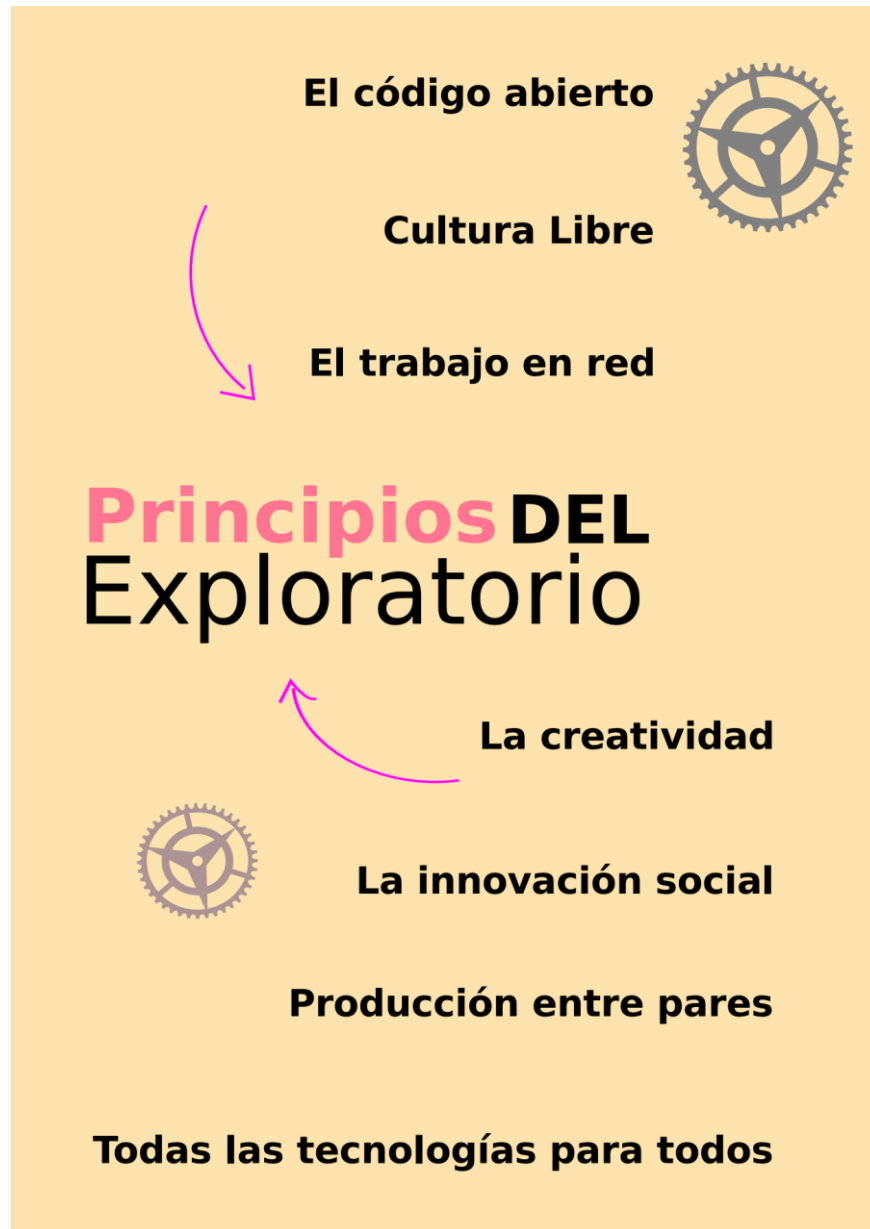 El código abierto
Cultura Libre
El trabajo en red
Principios DEL
Exploratorio
La creatividad
La innovación social
Producción entre pares
Todas las tecnologías para todos